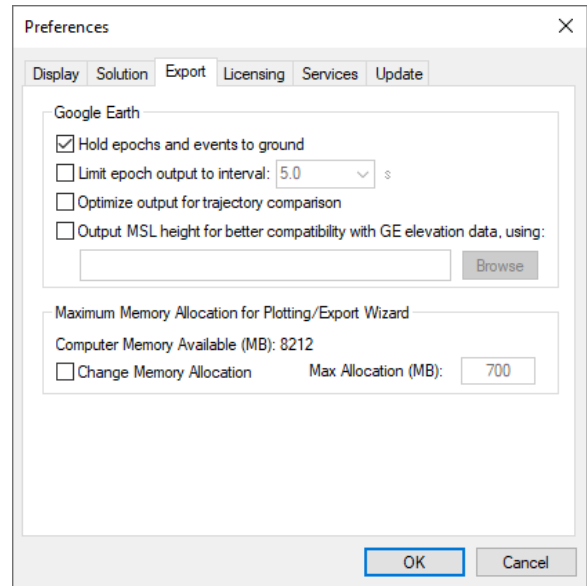 Preferences
Display Solution Export Licensing Services Update
Google Earth
Hold epochs and events to ground
Limit epoch output to interval: 5.0 s
Optimize output for trajectory comparison
Output MSL height for better compatibility with GE elevation data, using:
Browse
Maximum Memory Allocation for Plotting/Export Wizard
Computer Memory Available (MB): 8212
Change Memory Allocation Max Allocation (MB): 700
OK Cancel